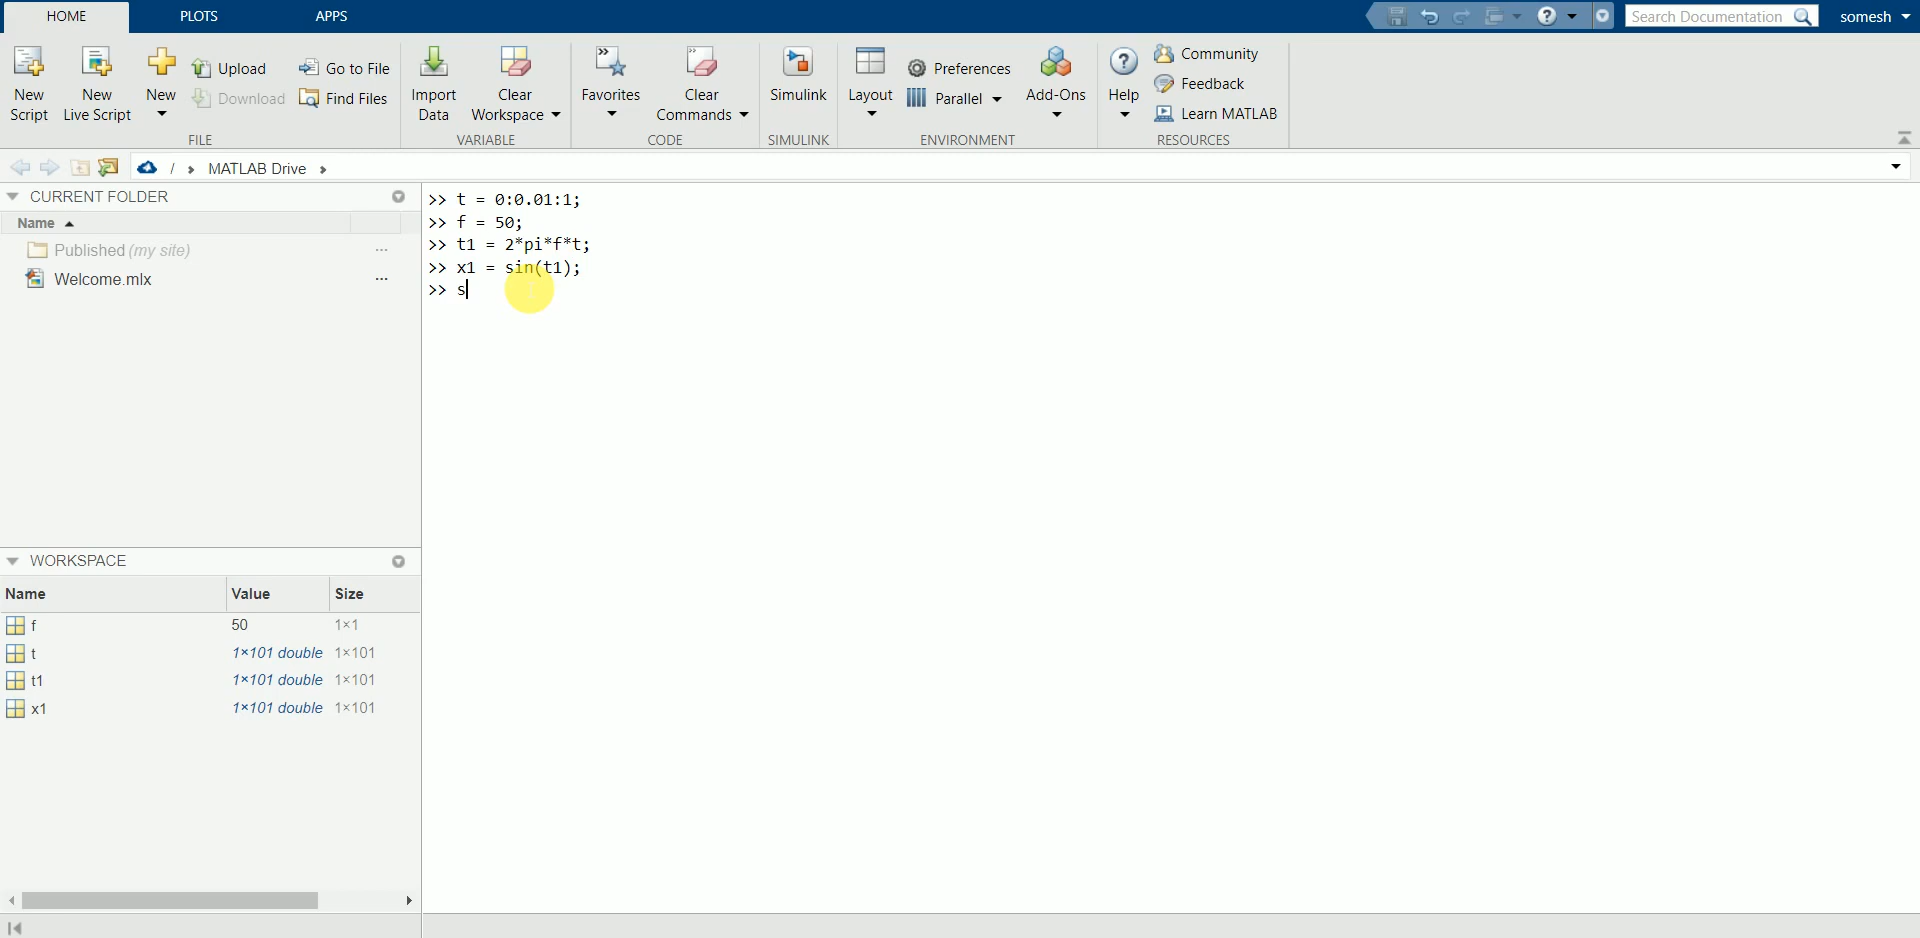 HOME PLOTS APPS Search Documentation somesh
New Script New Live Script New Upload Download Go to File Find Files Import Data Clear Workspace Favorites Clear Commands Simulink Layout Preferences Parallel Add-Ons Help Community Feedback Learn MATLAB
FILE VARIABLE CODE SIMULINK ENVIRONMENT RESOURCES
/ MATLAB Drive
CURRENT FOLDER
Name
Published (my site) ...
Welcome.mlx ...
>> t = 0:0.01:1;
>> f = 50;
>> t1 = 2*pi*f*t;
>> x1 = sin(t1);
>> s
WORKSPACE
Name Value Size
f 50 1×1
t 1×101 double 1×101
t1 1×101 double 1×101
x1 1×101 double 1×101